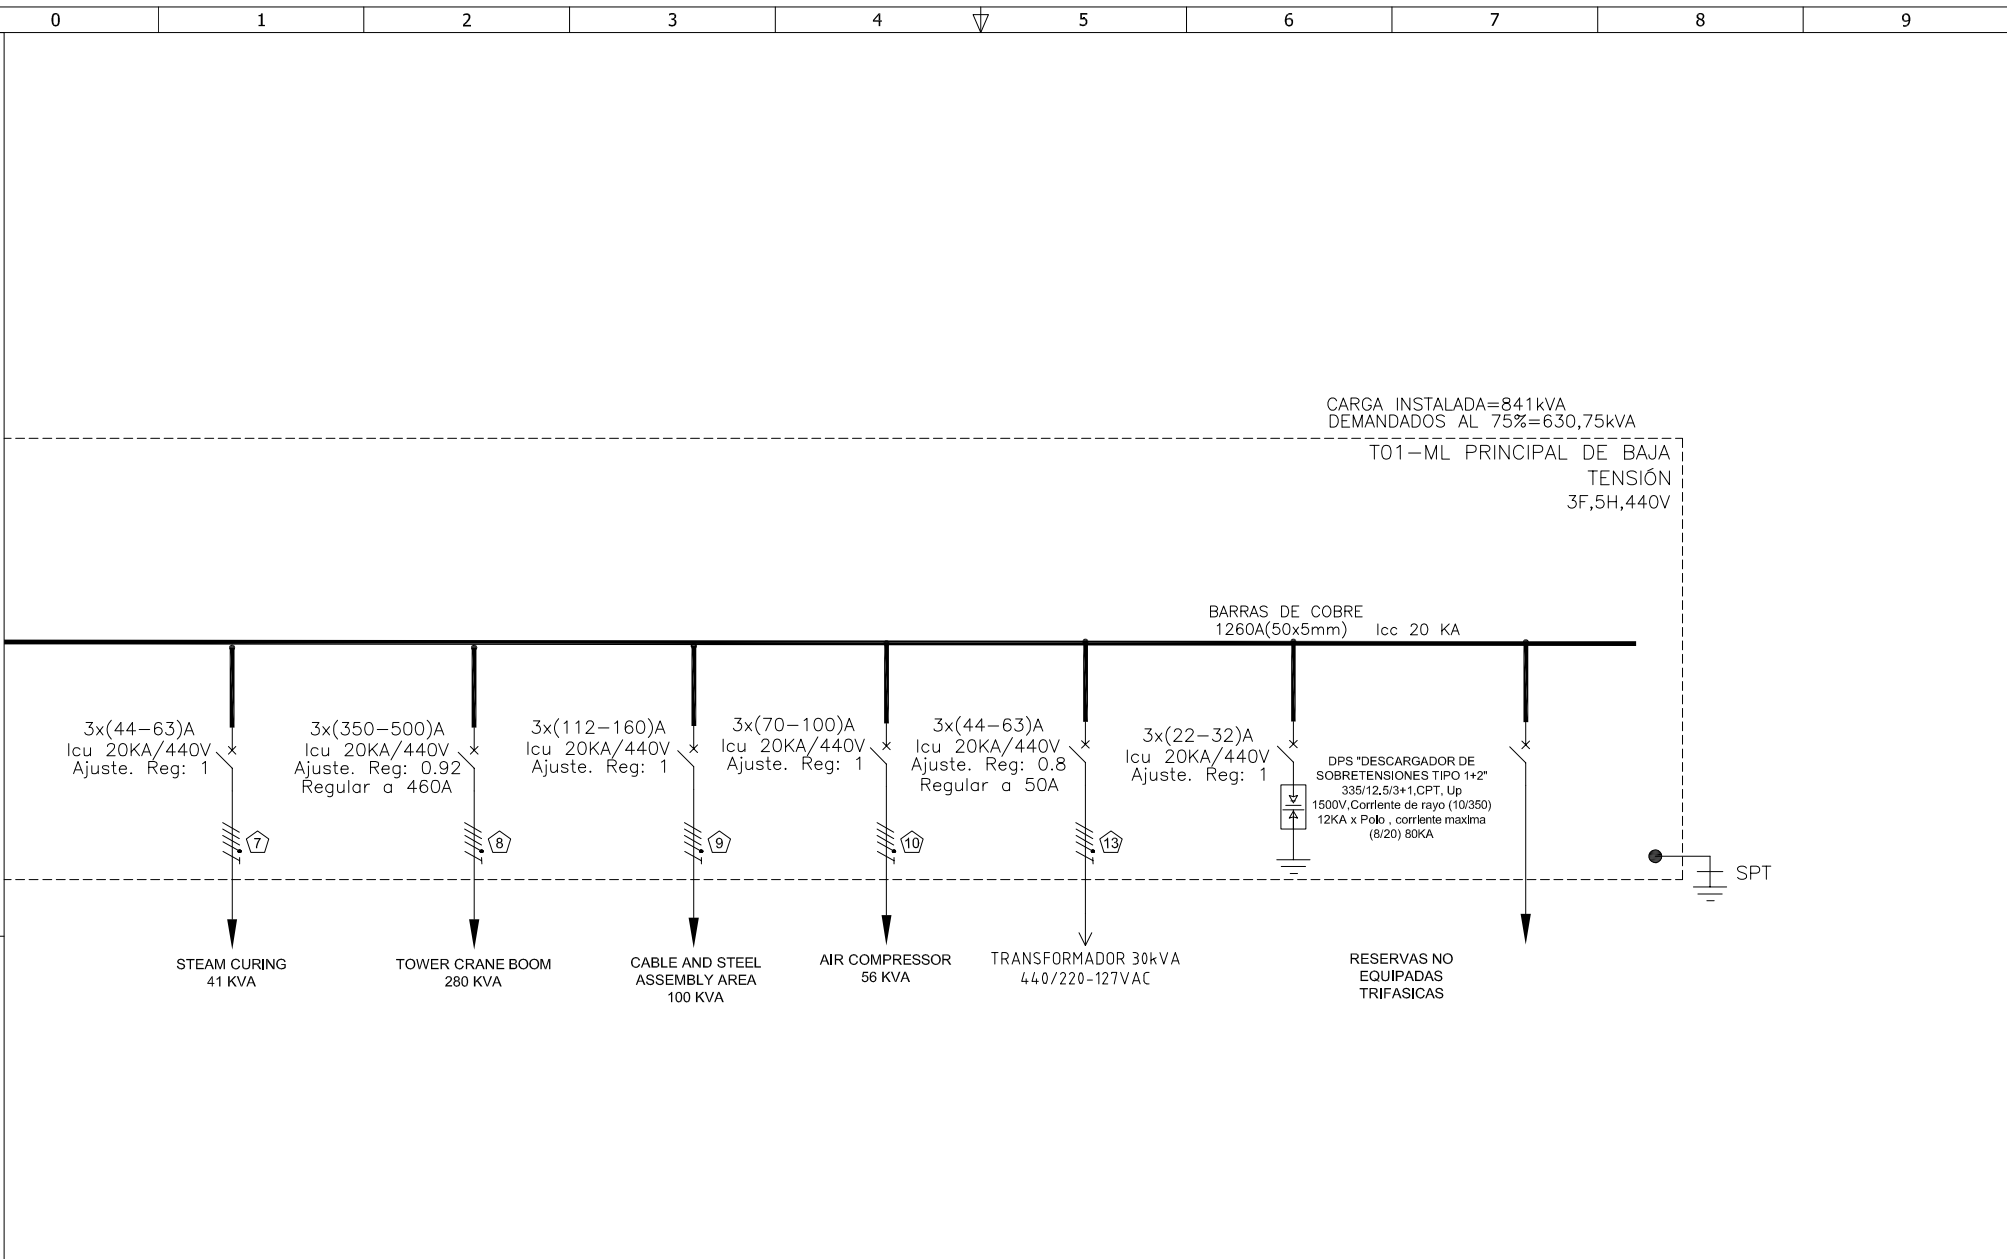 0 1 2 3 4 5 6 7 8 9
CARGA INSTALADA=841kVA
DEMANDADOS AL 75%=630,75kVA
T01-ML PRINCIPAL DE BAJA
TENSIÓN
3F,5H,440V
BARRAS DE COBRE
1260A(50x5mm) Icc 20 KA
3x(44-63)A
Icu 20KA/440V
Ajuste. Reg: 1
3x(350-500)A
Icu 20KA/440V
Ajuste. Reg: 0.92
Regular a 460A
3x(112-160)A
Icu 20KA/440V
Ajuste. Reg: 1
3x(70-100)A
Icu 20KA/440V
Ajuste. Reg: 1
3x(44-63)A
Icu 20KA/440V
Ajuste. Reg: 0.8
Regular a 50A
3x(22-32)A
Icu 20KA/440V
Ajuste. Reg: 1
DPS "DESCARGADOR DE
SOBRETENSIONES TIPO 1+2"
335/12.5/3+1,CPT, Up
1500V,Corriente de rayo (10/350)
12KA x Polo , corriente maxima
(8/20) 80KA
7
8
9
10
13
SPT
STEAM CURING
41 KVA
TOWER CRANE BOOM
280 KVA
CABLE AND STEEL
ASSEMBLY AREA
100 KVA
AIR COMPRESSOR
56 KVA
TRANSFORMADOR 30kVA
440/220-127VAC
RESERVAS NO
EQUIPADAS
TRIFASICAS